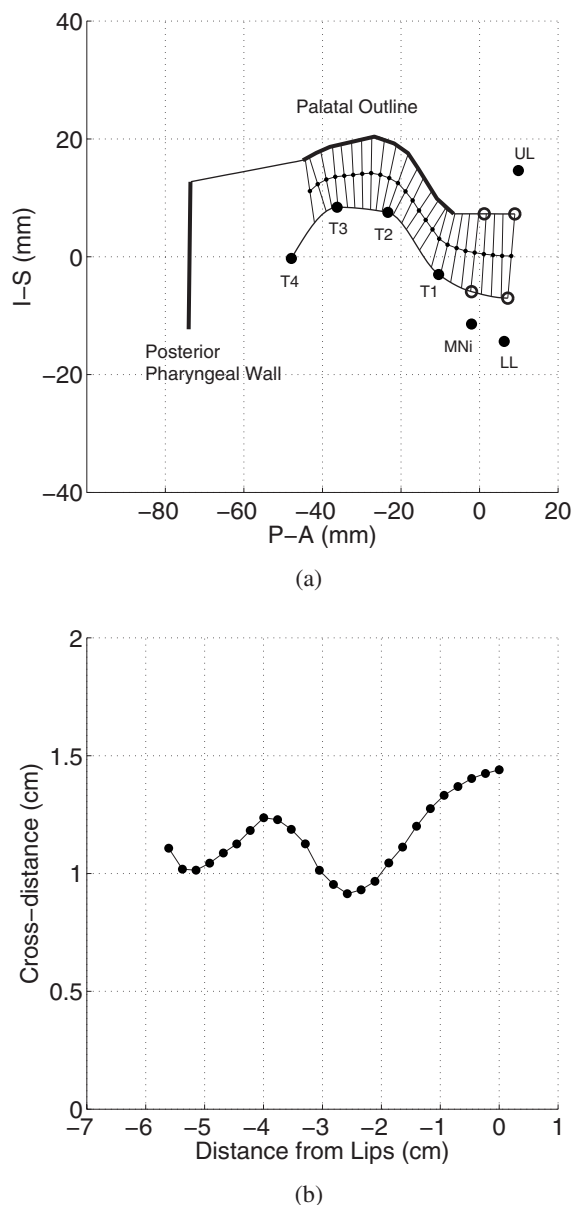 40
20
0
−20
−40
I−S (mm)
Palatal Outline
UL
T3
T2
T4
T1
MNi
LL
Posterior
Pharyngeal Wall
−80
−60
−40
−20
0
20
P−A (mm)
(a)
2
1.5
1
0.5
0
Cross−distance (cm)
−7
−6
−5
−4
−3
−2
−1
0
1
Distance from Lips (cm)
(b)